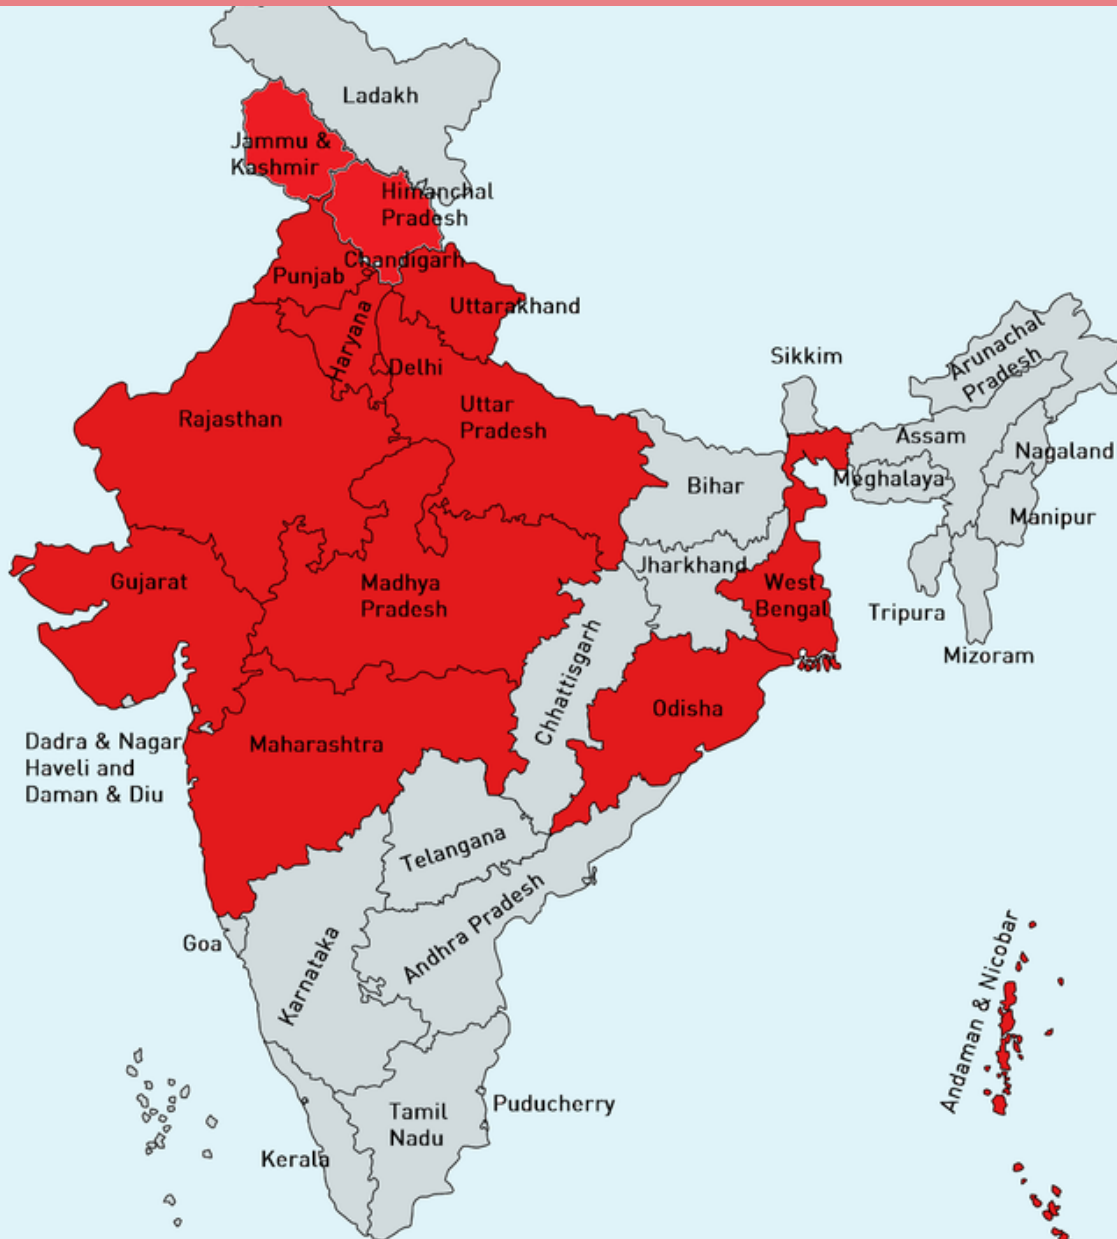 Ladakh
Jammu &
Kashmir
Himanchal
Pradesh
Chandigarh
Punjab
Uttarakhand
Haryana
Delhi
Rajasthan
Uttar
Pradesh
Sikkim
Arunachal
Pradesh
Assam
Nagaland
Meghalaya
Bihar
Manipur
Jharkhand
Gujarat
Madhya
Pradesh
West
Bengal
Tripura
Mizoram
Chhattisgarh
Odisha
Dadra & Nagar
Haveli and
Daman & Diu
Maharashtra
Telangana
Andhra Pradesh
Goa
Karnataka
Andaman & Nicobar
Tamil
Nadu
Puducherry
Kerala